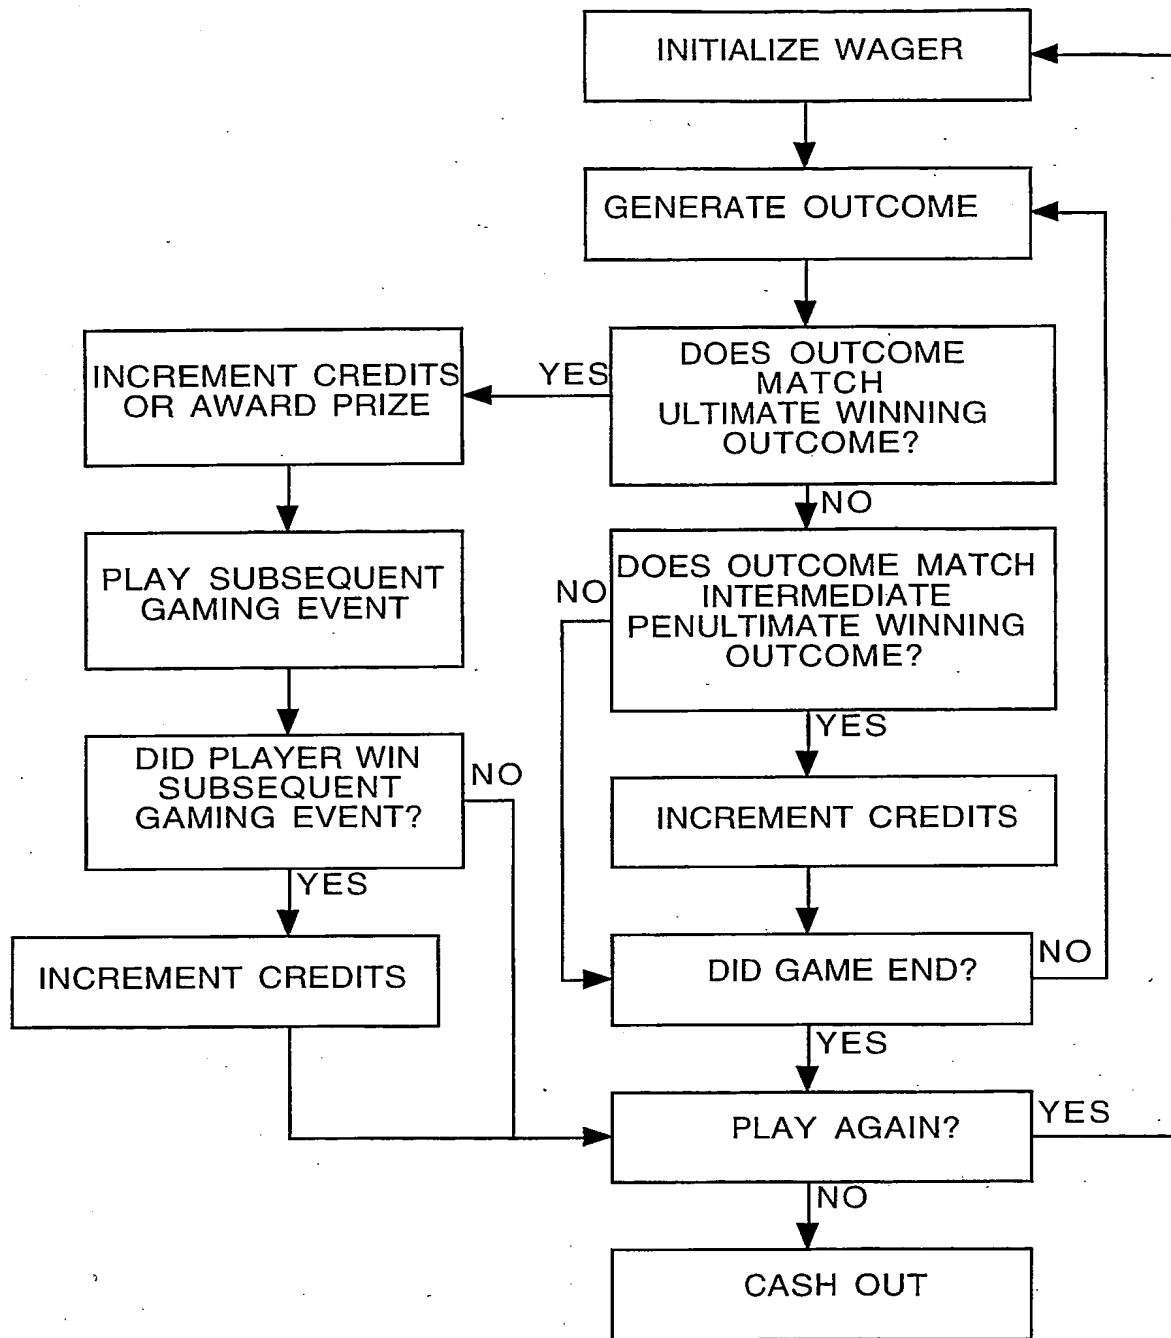 INITIALIZE WAGER
GENERATE OUTCOME
DOES OUTCOME
MATCH
ULTIMATE WINNING
OUTCOME?
YES
INCREMENT CREDITS
OR AWARD PRIZE
NO
DOES OUTCOME MATCH
INTERMEDIATE
PENULTIMATE WINNING
OUTCOME?
NO
PLAY SUBSEQUENT
GAMING EVENT
YES
DID PLAYER WIN
SUBSEQUENT
GAMING EVENT?
NO
INCREMENT CREDITS
YES
INCREMENT CREDITS
DID GAME END?
NO
YES
PLAY AGAIN?
YES
NO
CASH OUT